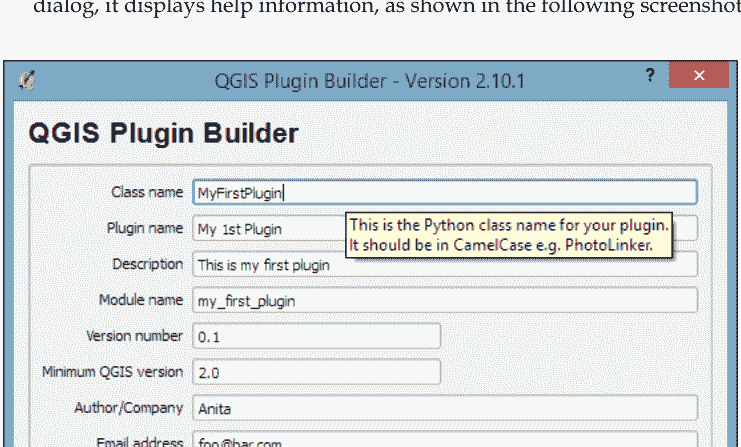 dialog, it displays help information, as shown in the following screenshot
QGIS Plugin Builder - Version 2.10.1 ?
QGIS Plugin Builder
Class name MyFirstPlugin
Plugin name My 1st Plugin
This is the Python class name for your plugin.
It should be in CamelCase e.g. PhotoLinker.
Description This is my first plugin
Module name my_first_plugin
Version number 0.1
Minimum QGIS version 2.0
Author/Company Anita
Email address foo@bar.com